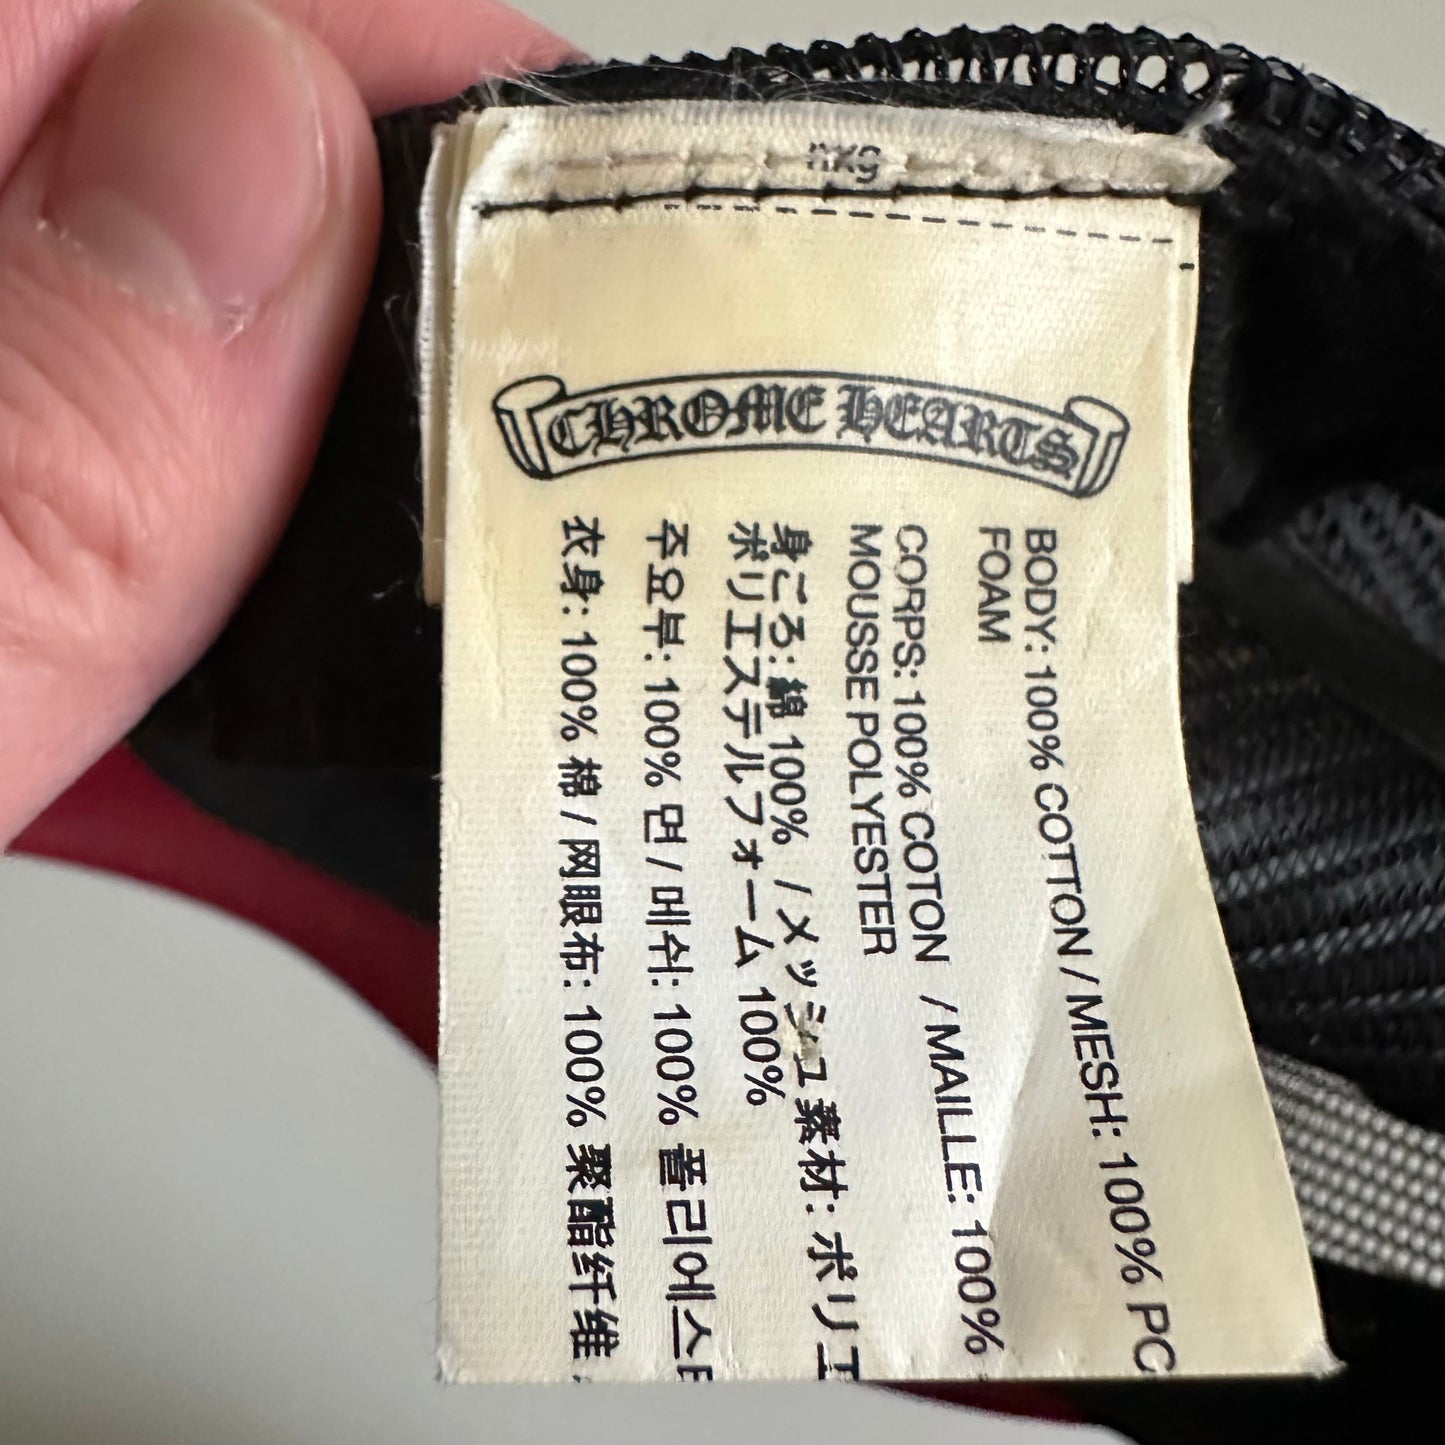 CHROME HEARTS
BODY: 100% COTTON / MESH: 100% PO
FOAM
CORPS: 100% COTON / MAILLE: 100%
MOUSSE POLYESTER
身ごろ: 綿 100% / メッシュ素材: ポリエ
ポリエステルフォーム 100%
주요부: 100% 면 / 메쉬: 100% 폴리에스
衣身: 100% 棉 / 网眼布: 100% 聚酯纤维